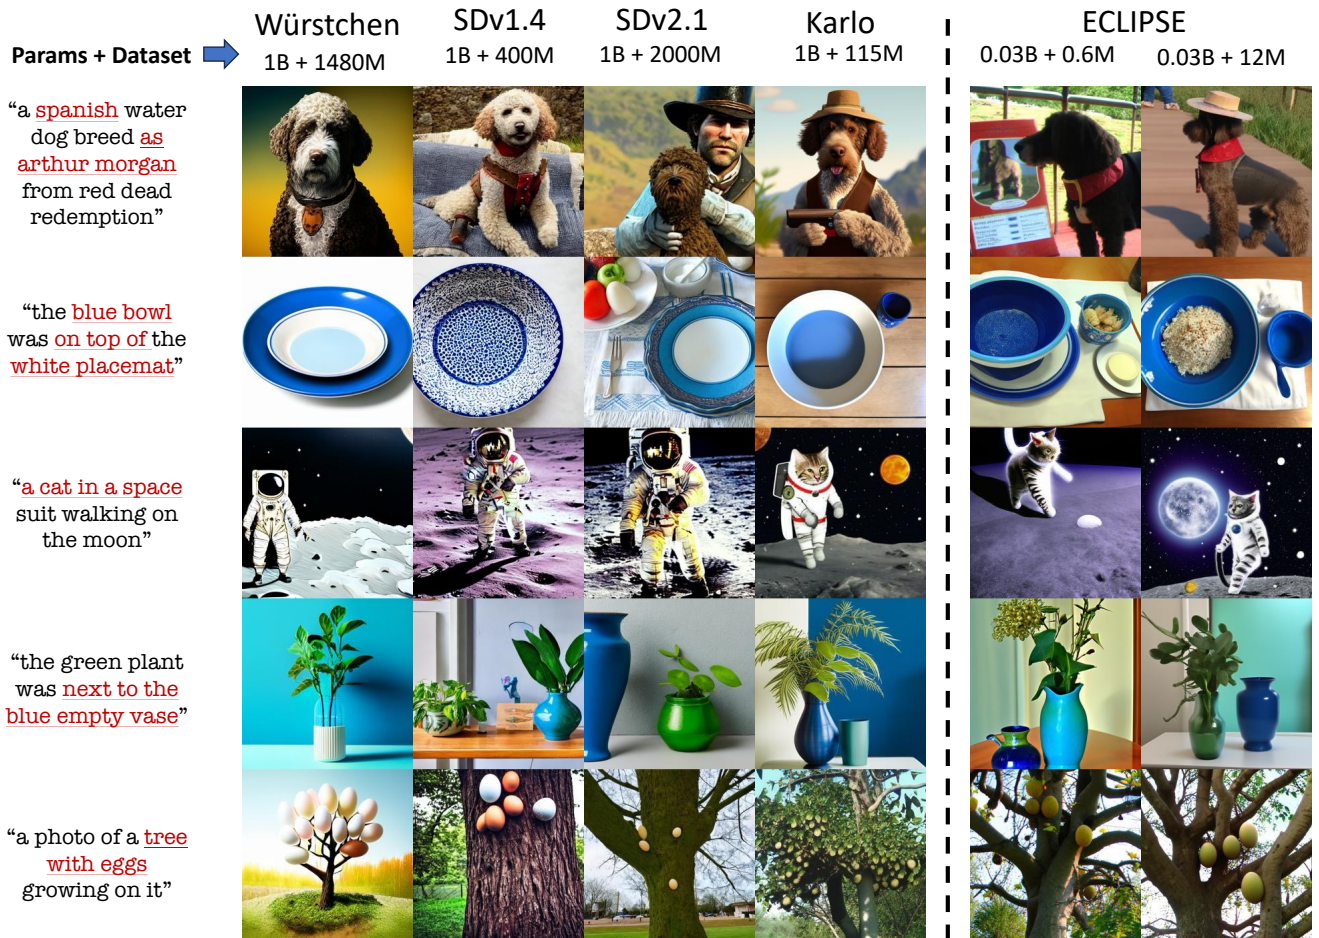 Würstchen SDv1.4 SDv2.1 Karlo ECLIPSE
Params + Dataset 1B + 1480M 1B + 400M 1B + 2000M 1B + 115M 0.03B + 0.6M 0.03B + 12M
“a spanish water
dog breed as
arthur morgan
from red dead
redemption”
“the blue bowl
was on top of the
white placemat”
“a cat in a space
suit walking on
the moon”
“the green plant
was next to the
blue empty vase”
“a photo of a tree
with eggs
growing on it”